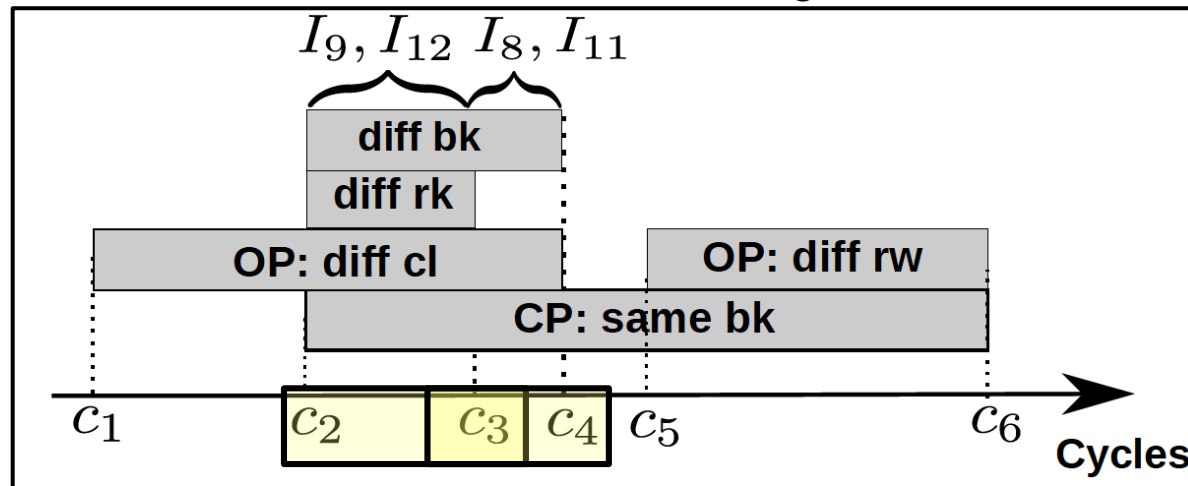 I₉, I₁₂ I₈, I₁₁
diff bk
diff rk
OP: diff cl
OP: diff rw
CP: same bk
c₁ c₂ c₃ c₄ c₅ c₆
Cycles